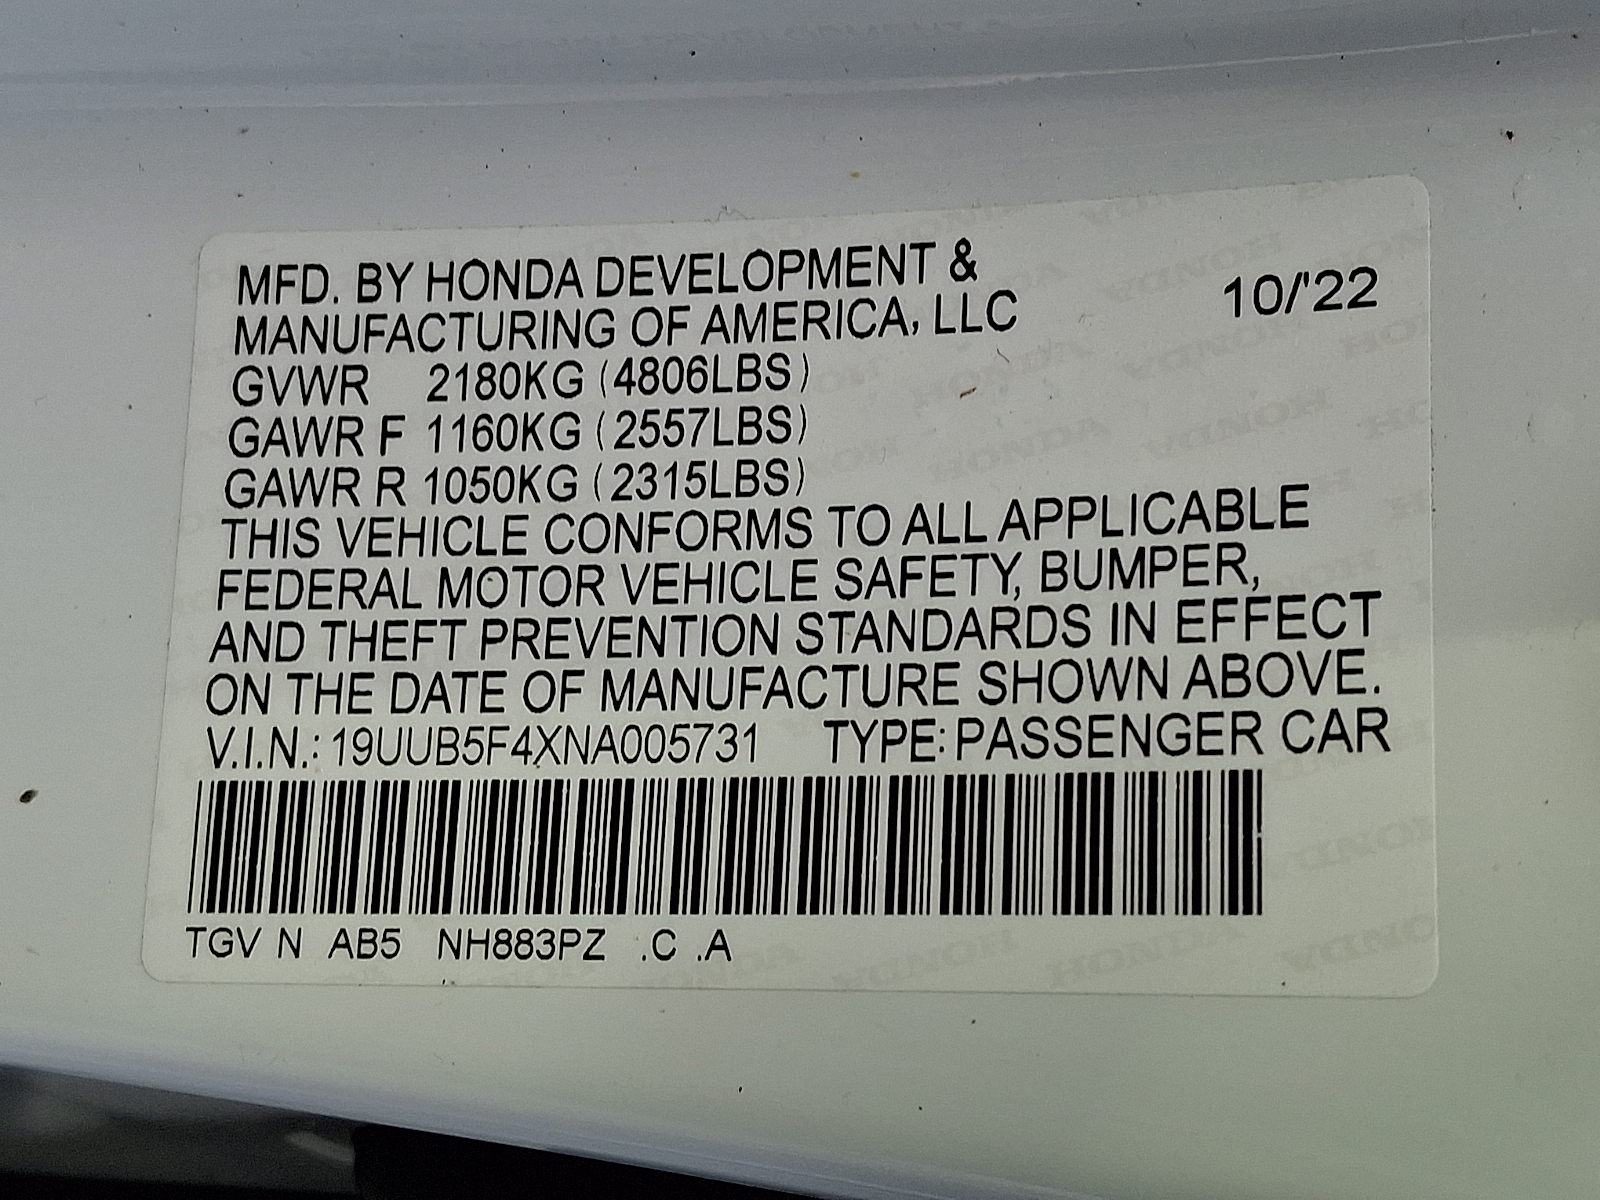 MFD. BY HONDA DEVELOPMENT &
MANUFACTURING OF AMERICA, LLC 10/'22
GVWR 2180KG (4806LBS)
GAWR F 1160KG (2557LBS)
GAWR R 1050KG (2315LBS)
THIS VEHICLE CONFORMS TO ALL APPLICABLE
FEDERAL MOTOR VEHICLE SAFETY, BUMPER,
AND THEFT PREVENTION STANDARDS IN EFFECT
ON THE DATE OF MANUFACTURE SHOWN ABOVE.
V.I.N.: 19UUB5F4XNA005731 TYPE: PASSENGER CAR
TGV N AB5 NH883PZ .C .A